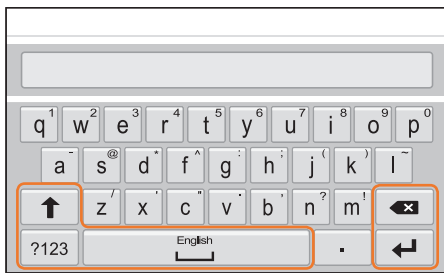 q 1 w 2 e 3 r 4 t 5 y 6 u 7 i 8 o 9 p 0
a - s @ d * f ^ g : h ; j ( k ) l ~
z / x ' c " v · b ' n ? m !
?123 English .